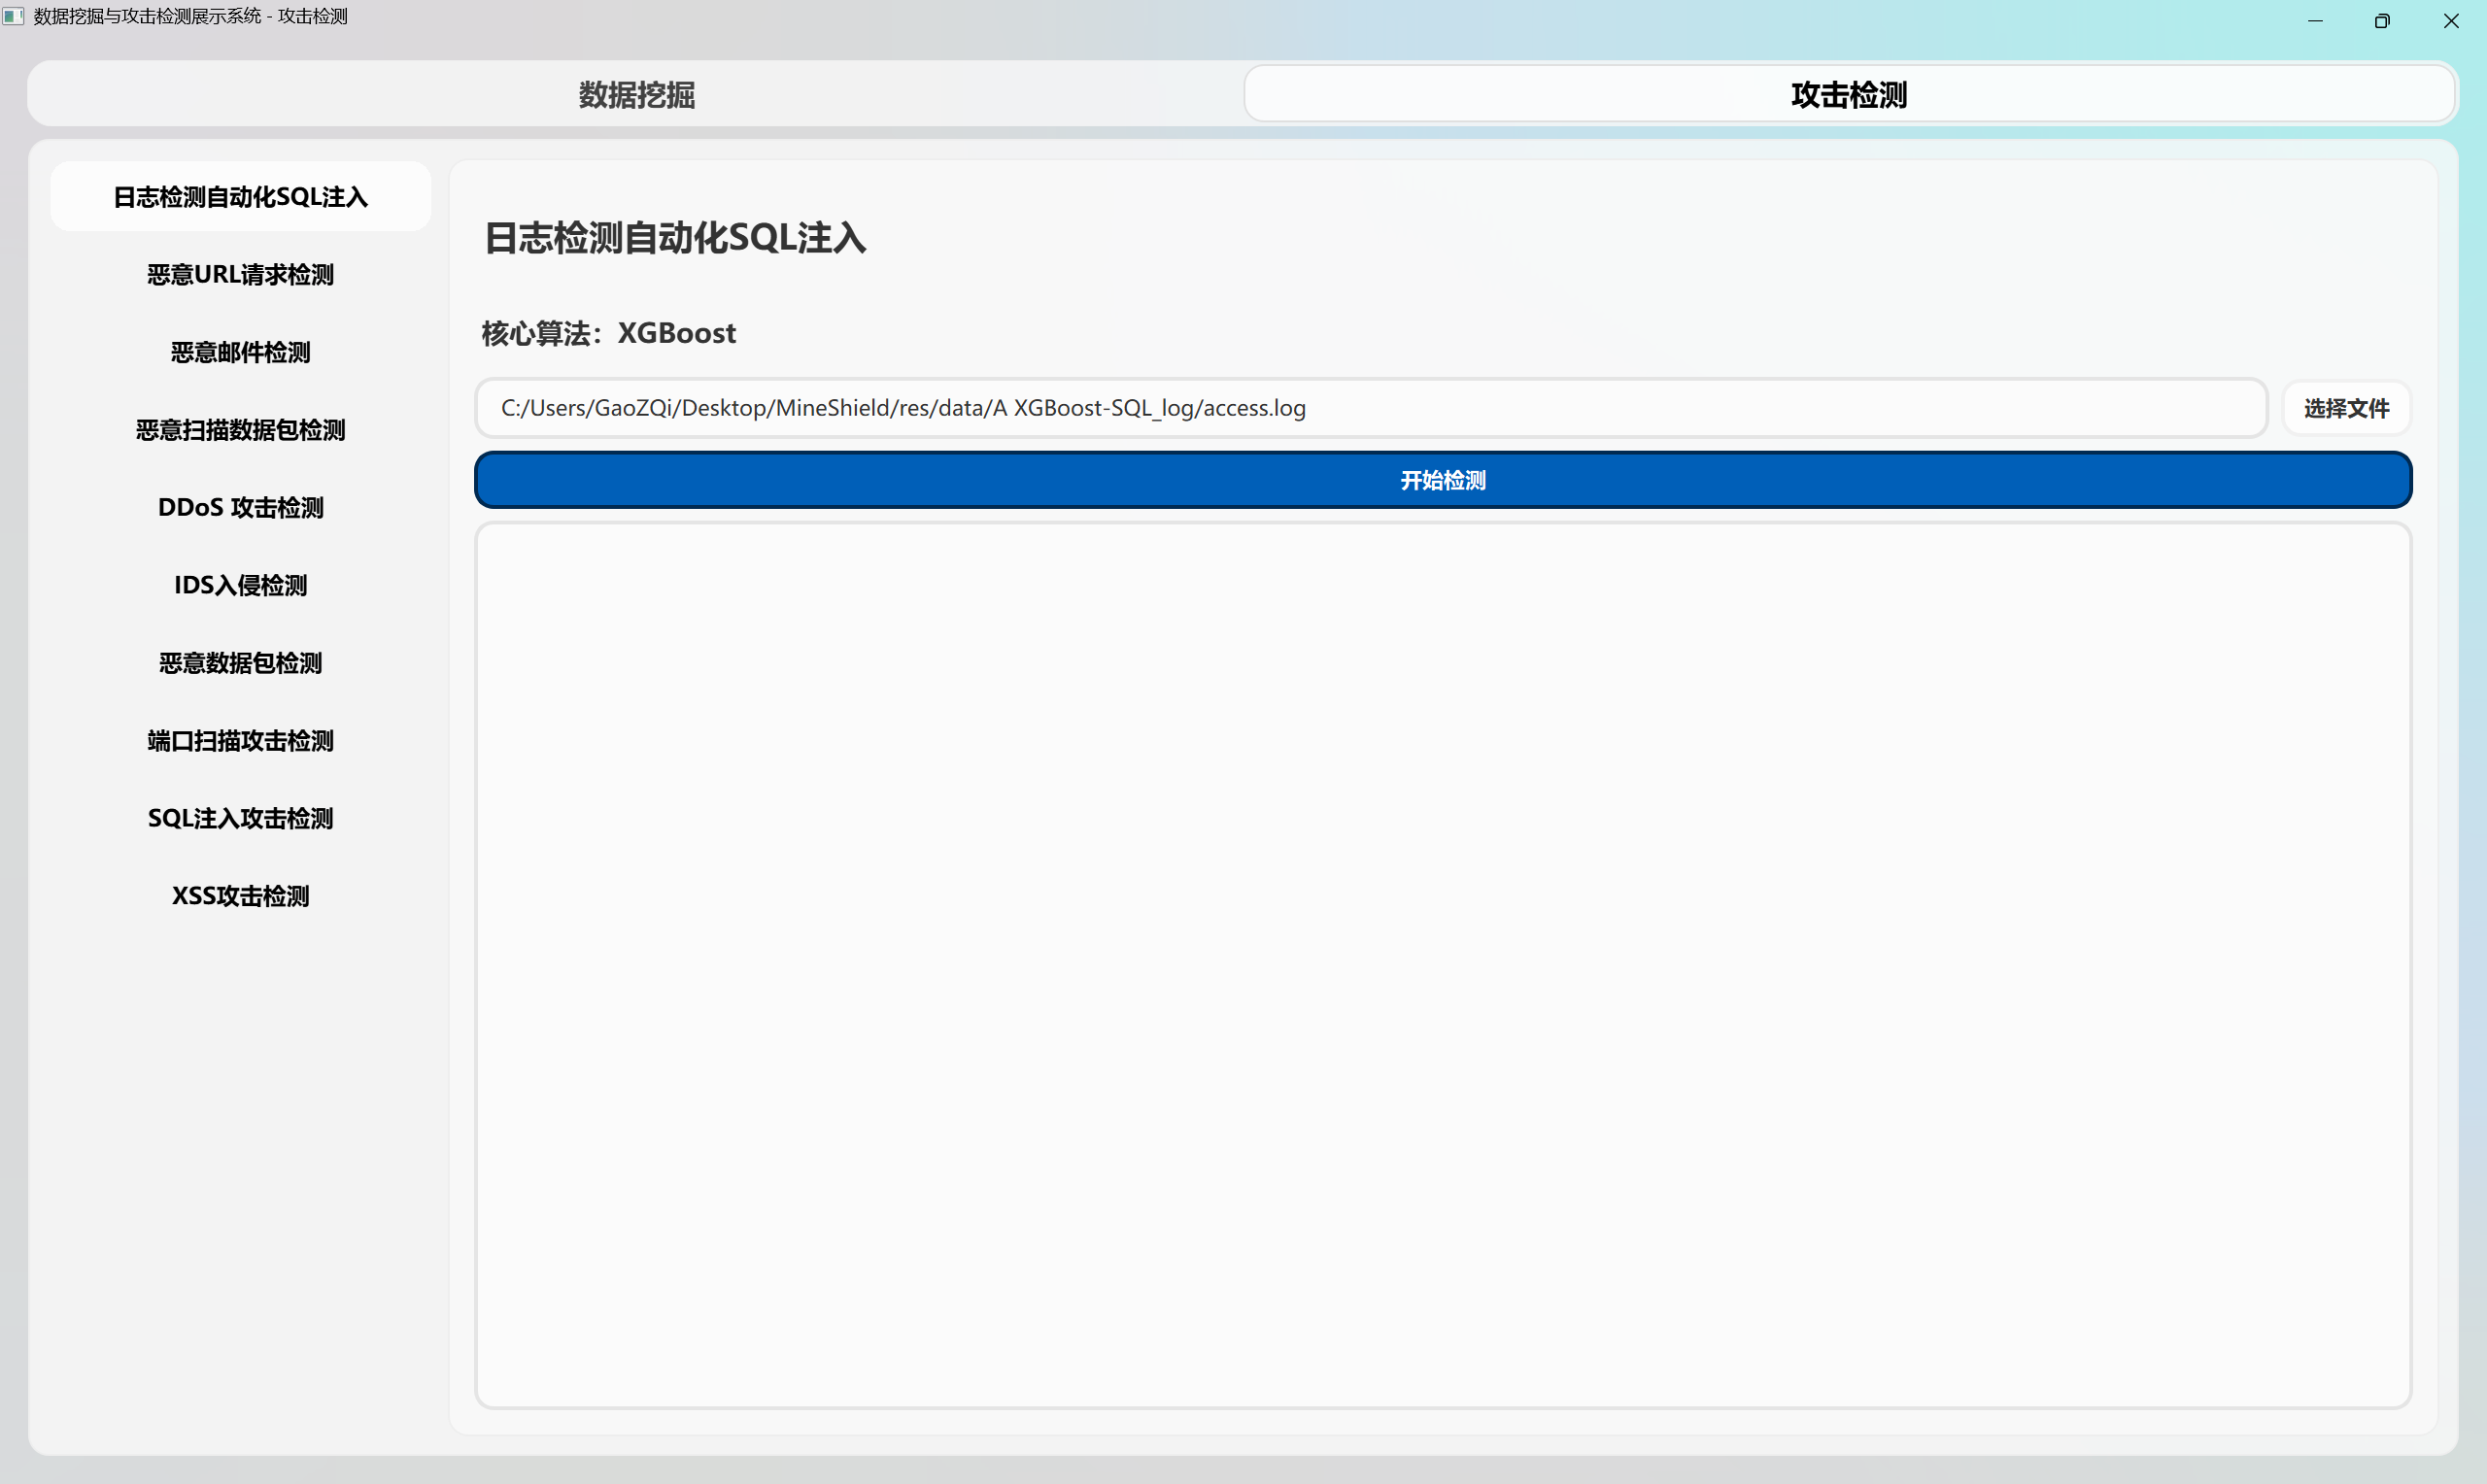 数据挖掘与攻击检测展示系统 - 攻击检测
数据挖掘
攻击检测
日志检测自动化SQL注入
恶意URL请求检测
恶意邮件检测
恶意扫描数据包检测
DDoS 攻击检测
IDS入侵检测
恶意数据包检测
端口扫描攻击检测
SQL注入攻击检测
XSS攻击检测
日志检测自动化SQL注入
核心算法：XGBoost
C:/Users/GaoZQi/Desktop/MineShield/res/data/A XGBoost-SQL_log/access.log
选择文件
开始检测